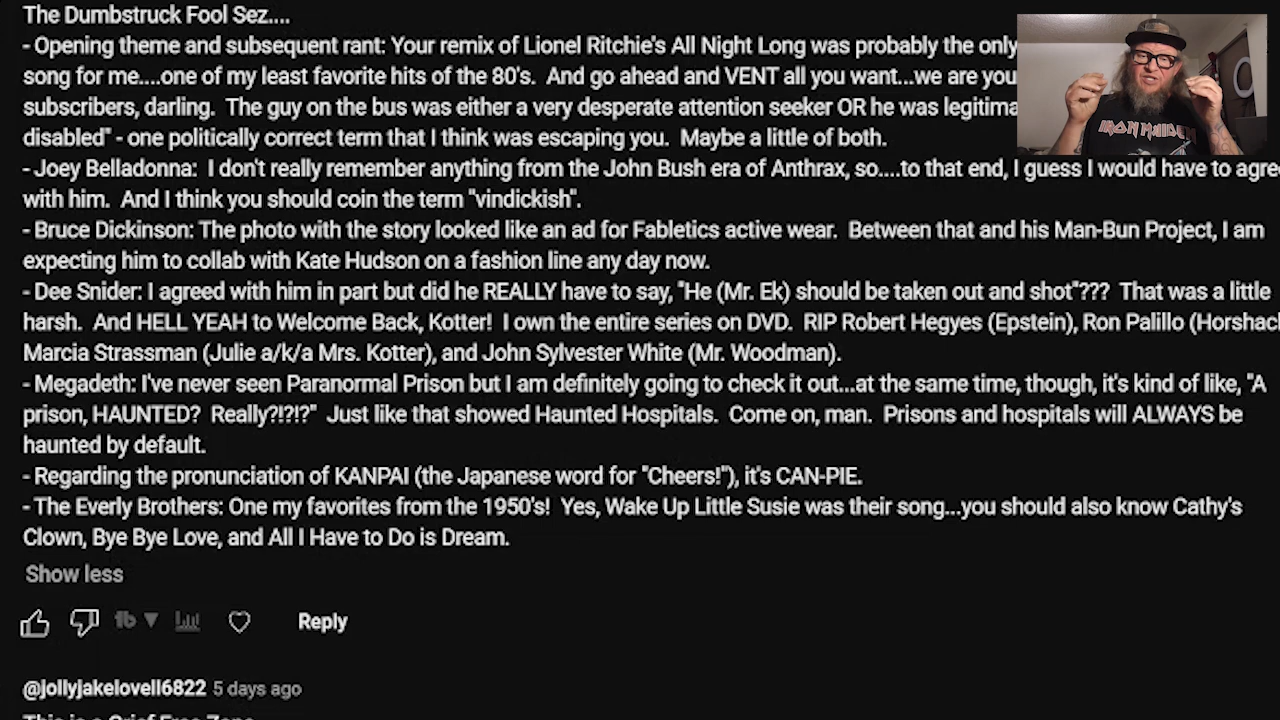 The Dumbstruck Fool Sez....
- Opening theme and subsequent rant: Your remix of Lionel Ritchie's All Night Long was probably the only
song for me....one of my least favorite hits of the 80's. And go ahead and VENT all you want...we are you
subscribers, darling. The guy on the bus was either a very desperate attention seeker OR he was legitima
disabled" - one politically correct term that I think was escaping you. Maybe a little of both.
IRON MAIDEN
- Joey Belladonna: I don't really remember anything from the John Bush era of Anthrax, so....to that end, I guess I would have to agre
with him. And I think you should coin the term "vindickish".
- Bruce Dickinson: The photo with the story looked like an ad for Fabletics active wear. Between that and his Man-Bun Project, I am
expecting him to collab with Kate Hudson on a fashion line any day now.
- Dee Snider: I agreed with him in part but did he REALLY have to say, "He (Mr. Ek) should be taken out and shot"??? That was a little
harsh. And HELL YEAH to Welcome Back, Kotter! I own the entire series on DVD. RIP Robert Hegyes (Epstein), Ron Palillo (Horshac
Marcia Strassman (Julie a/k/a Mrs. Kotter), and John Sylvester White (Mr. Woodman).
- Megadeth: I've never seen Paranormal Prison but I am definitely going to check it out...at the same time, though, it's kind of like, "A
prison, HAUNTED? Really?!?!?" Just like that showed Haunted Hospitals. Come on, man. Prisons and hospitals will ALWAYS be
haunted by default.
- Regarding the pronunciation of KANPAI (the Japanese word for "Cheers!"), it's CAN-PIE.
- The Everly Brothers: One my favorites from the 1950's! Yes, Wake Up Little Susie was their song...you should also know Cathy's
Clown, Bye Bye Love, and All I Have to Do is Dream.
Show less
Reply
@jollyjakelovell6822 5 days ago
This is a Grief Free Zone